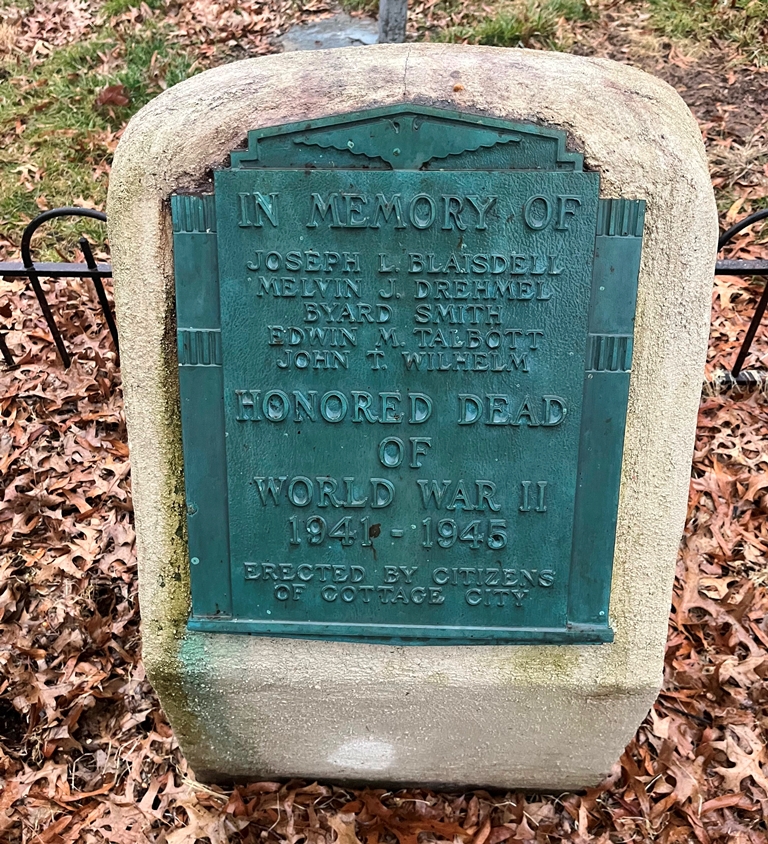 IN MEMORY OF
JOSEPH L. BLAISDELL
MELVIN J. DREHMEL
BYARD SMITH
EDWIN M. TALBOTT
JOHN T. WILHELM
HONORED DEAD
OF
WORLD WAR II
1941 - 1945
ERECTED BY CITIZENS
OF COTTAGE CITY